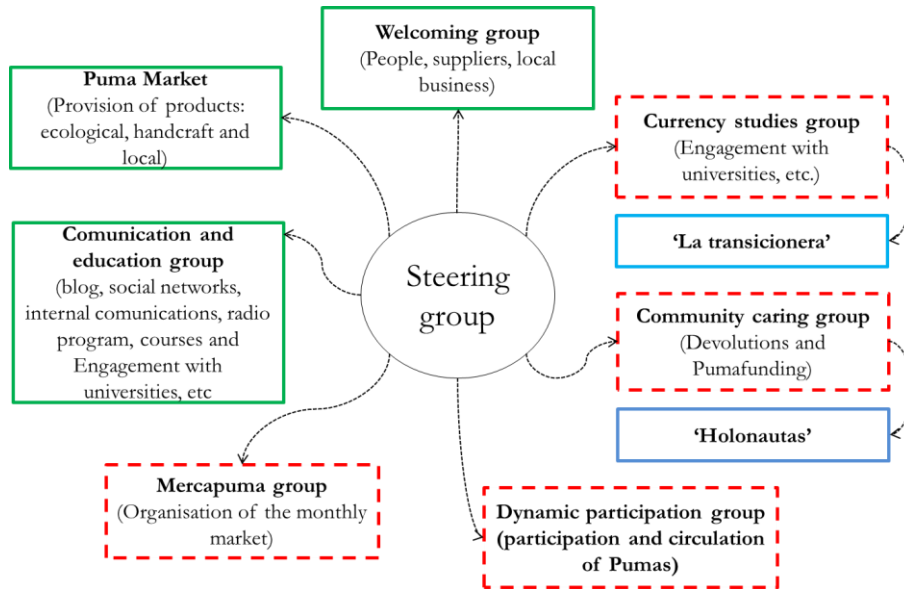 Welcoming group
(People, suppliers, local
business)
Puma Market
(Provision of products:
ecological, handcraft and
local)
Currency studies group
(Engagement with
universities, etc.)
'La transicionera'
Comunication and
education group
(blog, social networks,
internal comunications, radio
program, courses and
Engagement with
universities, etc
Steering
group
Community caring group
(Devolutions and
Pumafunding)
'Holonautas'
Mercapuma group
(Organisation of the monthly
market)
Dynamic participation group
(participation and circulation
of Pumas)